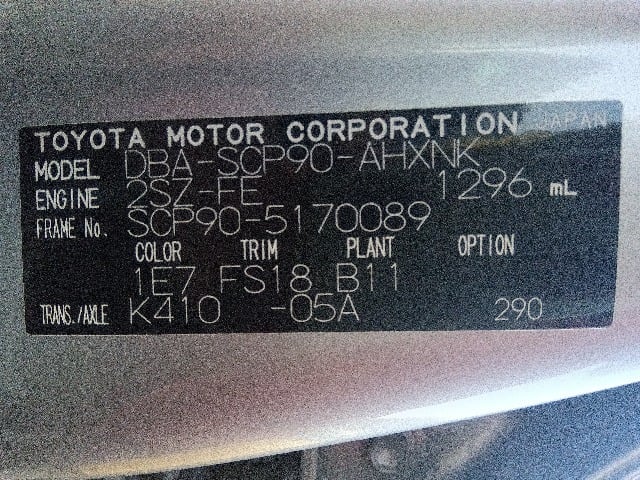 TOYOTA MOTOR CORPORATION JAPAN
MODEL DBA-SCP90-AHXNK
ENGINE 2SZ-FE 1296 mL
FRAME No. SCP90-5170089
COLOR TRIM PLANT OPTION
1E7 FS18 B11
TRANS./AXLE K410 -05A 290